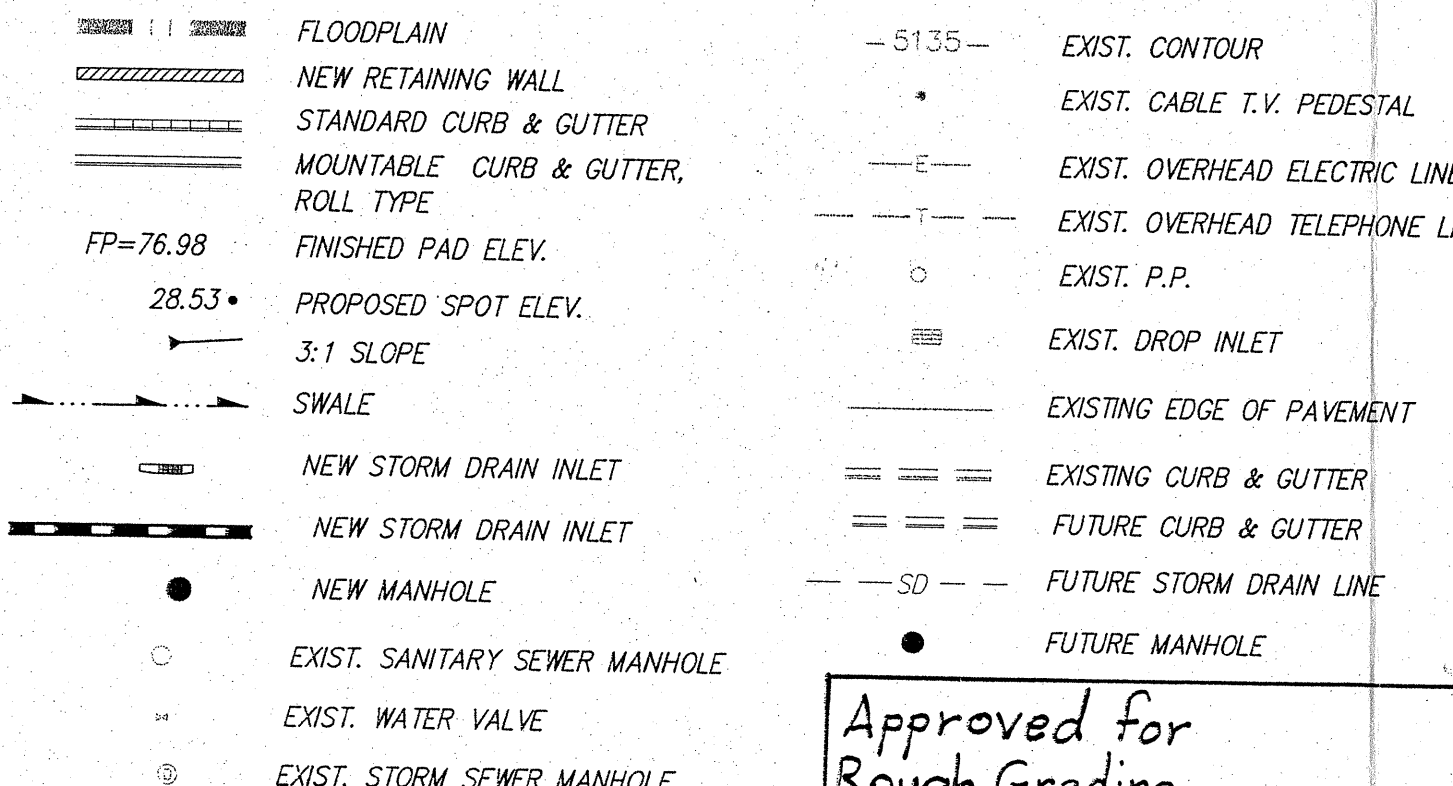 FLOODPLAIN
NEW RETAINING WALL
STANDARD CURB & GUTTER
MOUNTABLE CURB & GUTTER,
ROLL TYPE
FP=76.98 FINISHED PAD ELEV.
28.53 PROPOSED SPOT ELEV.
3:1 SLOPE
SWALE
NEW STORM DRAIN INLET
NEW STORM DRAIN INLET
NEW MANHOLE
EXIST. SANITARY SEWER MANHOLE
EXIST. WATER VALVE
D EXIST. STORM SEWER MANHOLE
5135 EXIST. CONTOUR
EXIST. CABLE T.V. PEDESTAL
E EXIST. OVERHEAD ELECTRIC LINE
T EXIST. OVERHEAD TELEPHONE LI
EXIST. P.P.
EXIST. DROP INLET
EXISTING EDGE OF PAVEMENT
EXISTING CURB & GUTTER
FUTURE CURB & GUTTER
SD FUTURE STORM DRAIN LINE
FUTURE MANHOLE
Approved for
Rough Grading